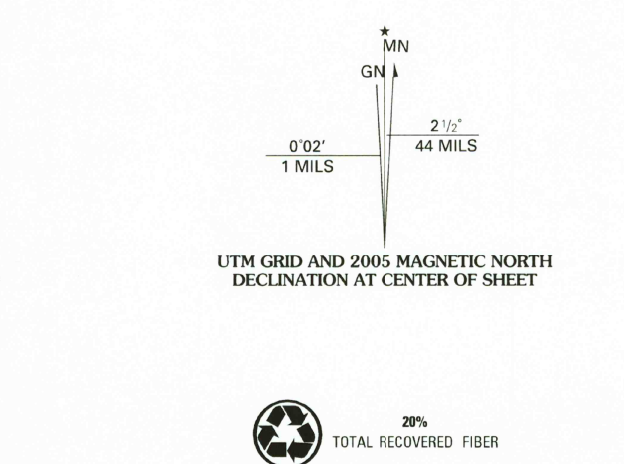 ★
MN
GN
2 1/2°
44 MILS
0°02'
1 MILS
UTM GRID AND 2005 MAGNETIC NORTH
DECLINATION AT CENTER OF SHEET
20%
TOTAL RECOVERED FIBER